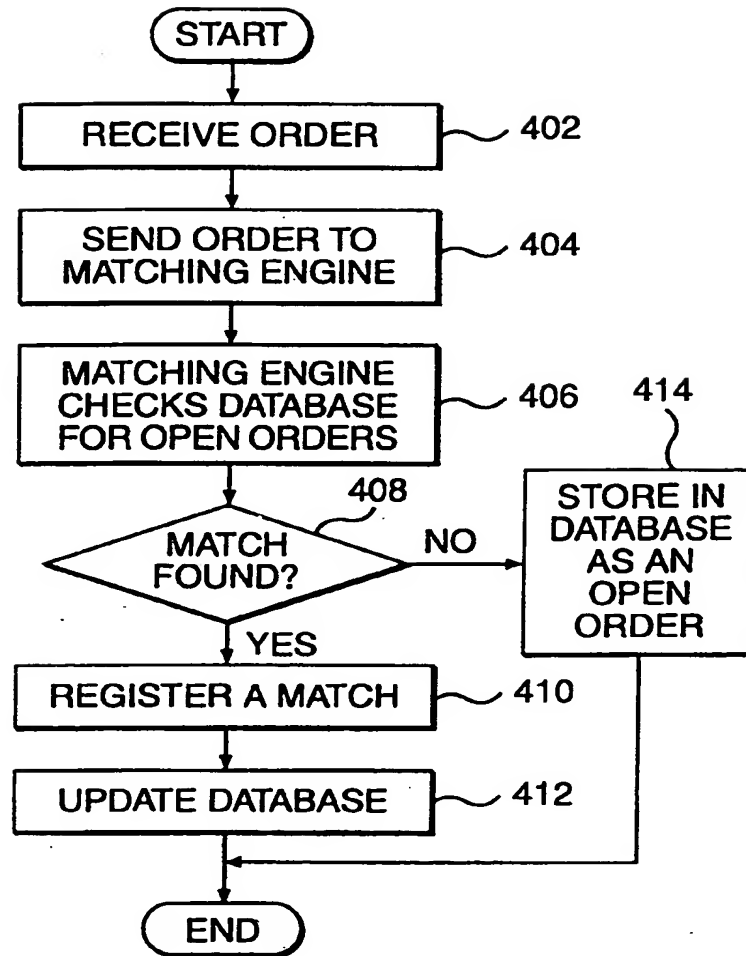 START
RECEIVE ORDER
402
SEND ORDER TO
MATCHING ENGINE
404
MATCHING ENGINE
CHECKS DATABASE
FOR OPEN ORDERS
406
408
MATCH
FOUND?
NO
414
STORE IN
DATABASE
AS AN
OPEN
ORDER
YES
REGISTER A MATCH
410
UPDATE DATABASE
412
END